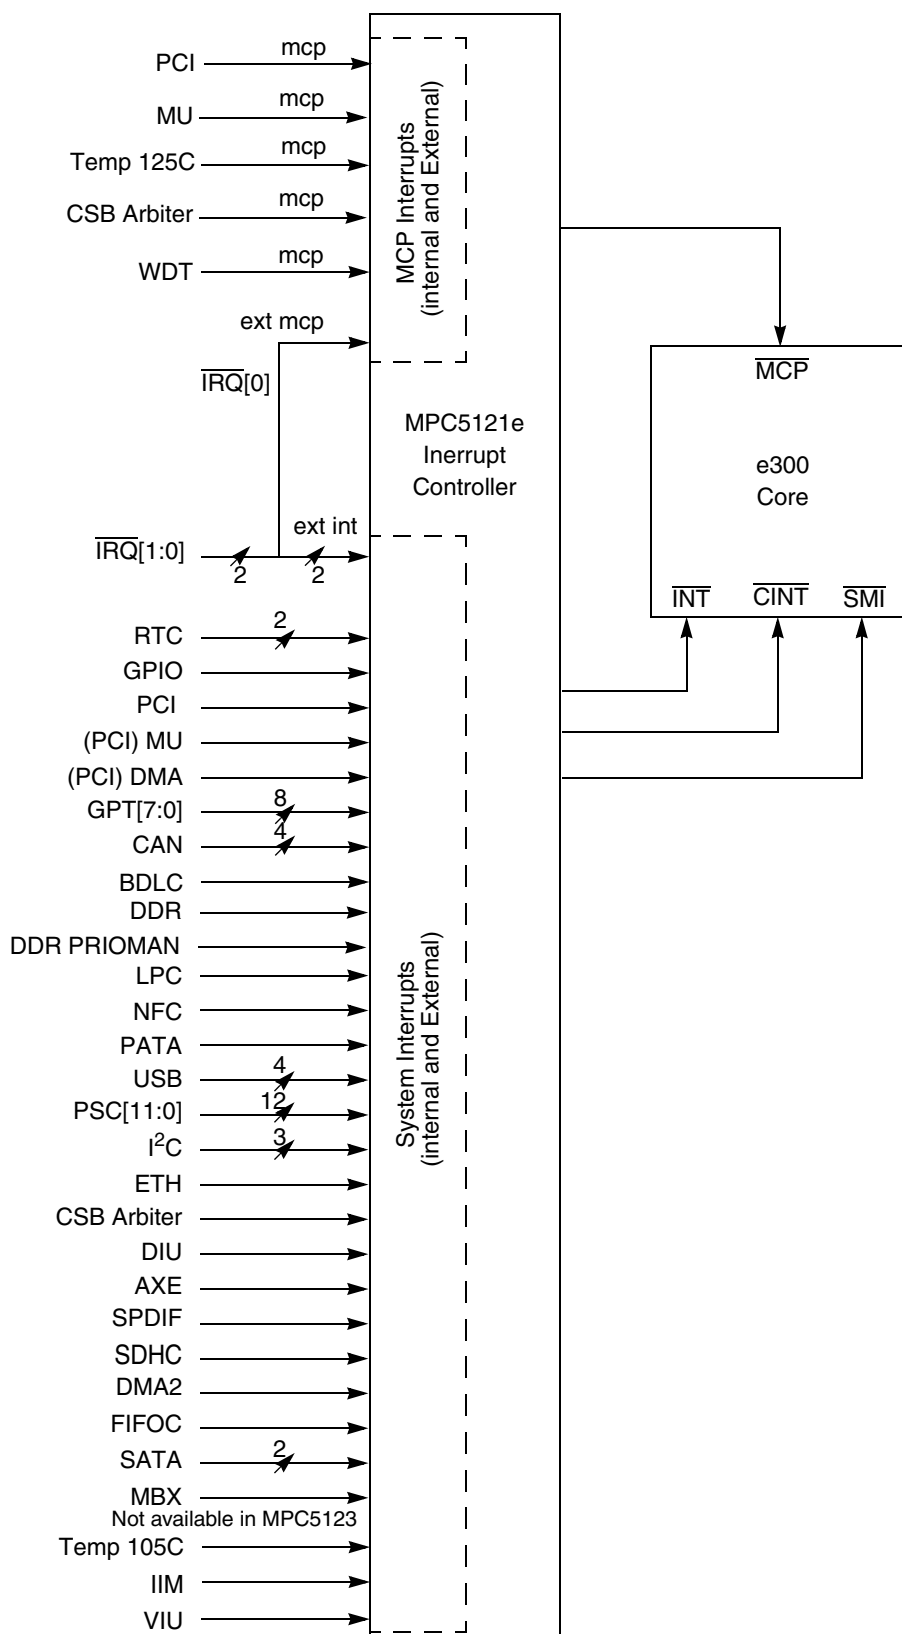 PCI mcp
MU mcp
Temp 125C mcp
CSB Arbiter mcp
WDT mcp
ext mcp
IRQ[0]
MCP Interrupts
(internal and External)
MCP
MPC5121e
Inerrupt
Controller
e300
Core
IRQ[1:0] 2 ext int 2
INT CINT SMI
RTC 2
GPIO
PCI
(PCI) MU
(PCI) DMA
GPT[7:0] 8
CAN 4
BDLC
DDR
DDR PRIOMAN
LPC
NFC
PATA
USB 4
PSC[11:0] 12
I²C 3
ETH
CSB Arbiter
DIU
AXE
SPDIF
SDHC
DMA2
FIFOC
SATA 2
MBX
Not available in MPC5123
Temp 105C
IIM
VIU
System Interrupts
(internal and External)